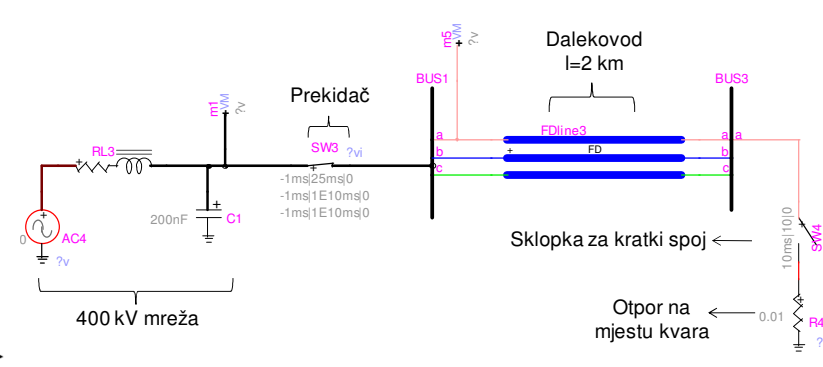 Dalekovod
l=2 km
m5
VM
?v
BUS1
BUS3
m1
VM
?v
Prekidač
SW3
?vi
-1ms|25ms|0
-1ms|1E10ms|0
-1ms|1E10ms|0
RL3
+
+
a
b
c
FDline3
+
FD
a
b
c
a
200nF
+
C1
+
0
AC4
?v
400 kV mreža
Sklopka za kratki spoj
10ms|10|0
+
SW4
Otpor na
mjestu kvara
0.01
+
R4
?